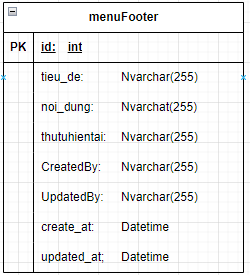 menuFooter
PK id: int
tieu_de: Nvarchar(255)
noi_dung: Nvarchat(255)
thutuhientai: Nvarchar(255)
CreatedBy: Nvarchar(255)
UpdatedBy: Nvarchar(255)
create_at: Datetime
updated_at; Datetime